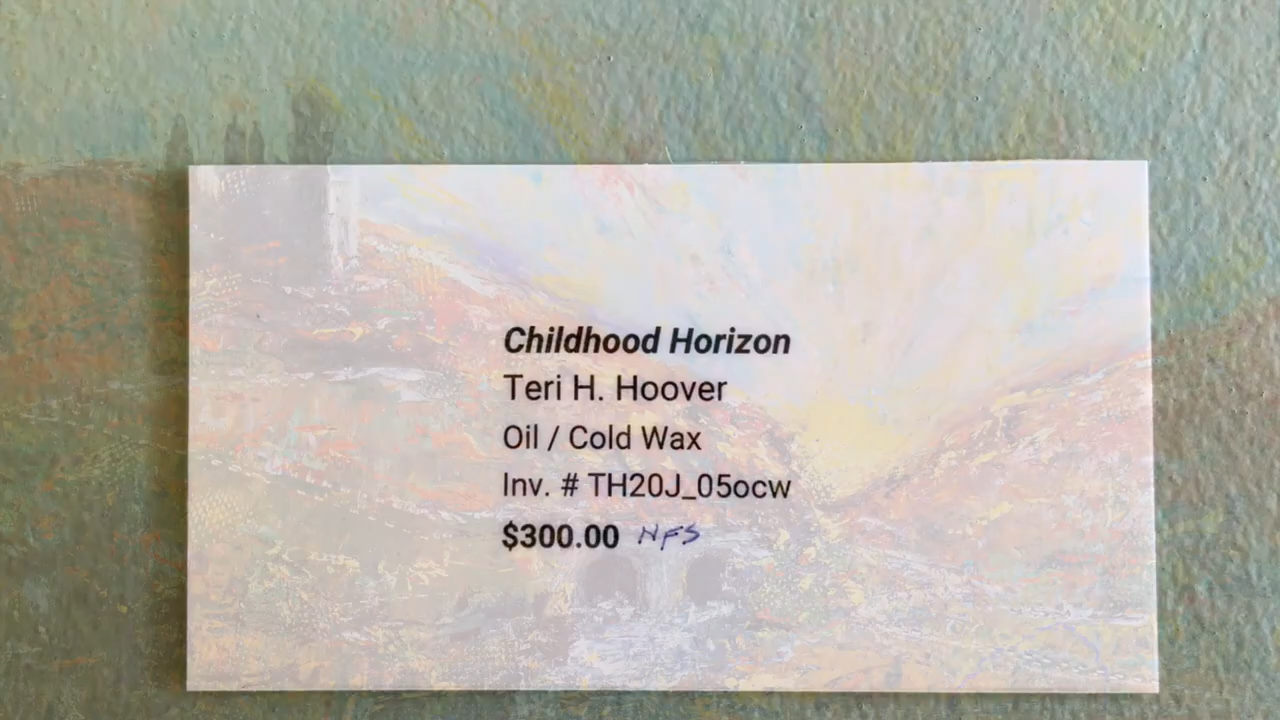 Childhood Horizon
Teri H. Hoover
Oil / Cold Wax
Inv. # TH20J_05ocw
$300.00 NFS